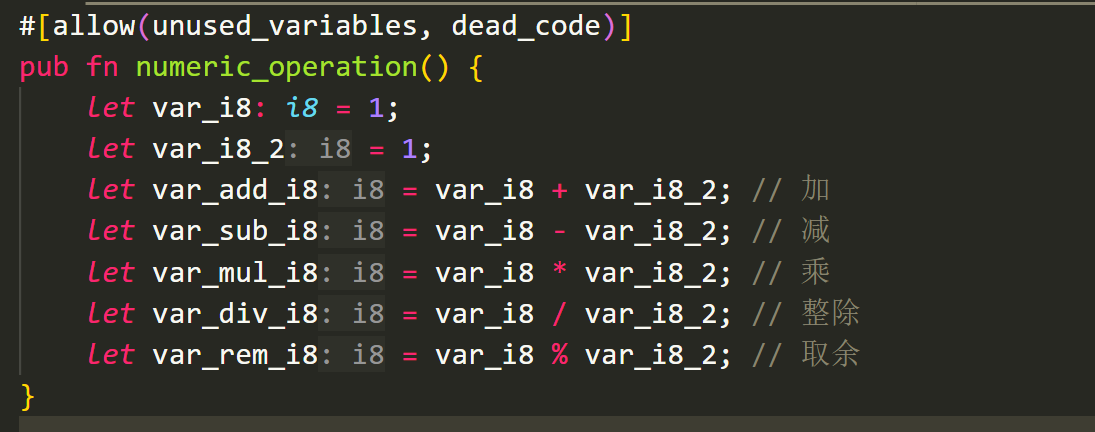 #[allow(unused_variables, dead_code)]
pub fn numeric_operation() {
    let var_i8: i8 = 1;
    let var_i8_2: i8 = 1;
    let var_add_i8: i8 = var_i8 + var_i8_2; // 加
    let var_sub_i8: i8 = var_i8 - var_i8_2; // 减
    let var_mul_i8: i8 = var_i8 * var_i8_2; // 乘
    let var_div_i8: i8 = var_i8 / var_i8_2; // 整除
    let var_rem_i8: i8 = var_i8 % var_i8_2; // 取余
}